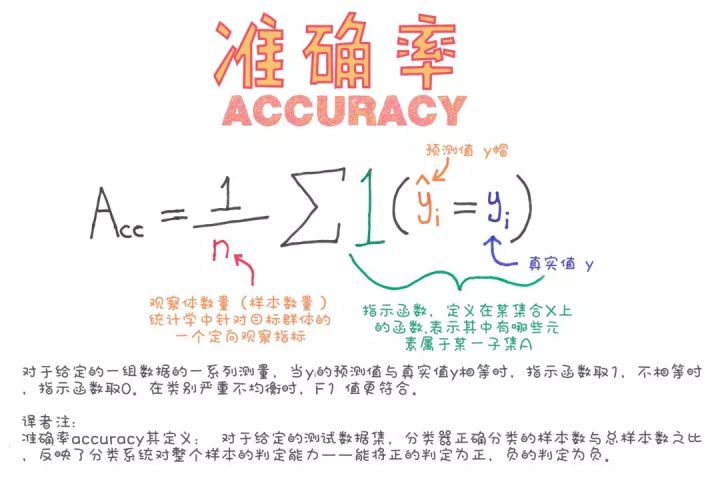 准确率
ACCURACY
预测值 y帽
Acc = 1/n ∑ 1(ŷi = yi)
真实值 y
观察体数量（样本数量）
统计学中针对目标群体的
一个定向观察指标
指示函数，定义在某集合X上
的函数,表示其中有哪些元
素属于某一子集A
对于给定的一组数据的一系列测量，当yi的预测值与真实值y相等时，指示函数取1，不相等时
，指示函数取0。在类别严重不均衡时，F1 值更符合。
译者注：
准确率accuracy其定义： 对于给定的测试数据集，分类器正确分类的样本数与总样本数之比
，反映了分类系统对整个样本的判定能力——能将正的判定为正，负的判定为负。